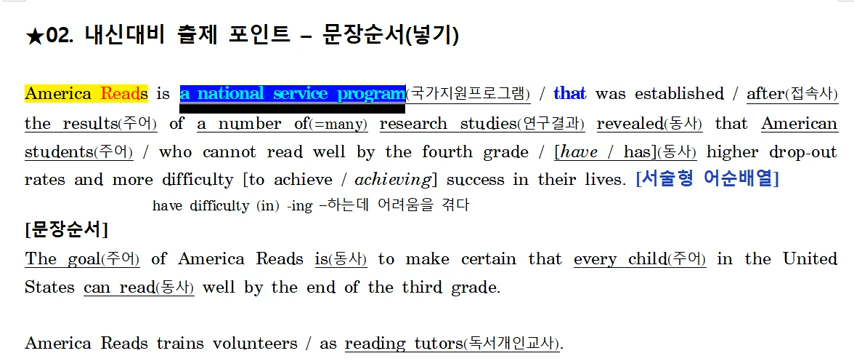 ★02. 내신대비 출제 포인트 – 문장순서(넣기)
America Reads is a national service program(국가지원프로그램) / that was established / after(접속사)
the results(주어) of a number of(=many) research studies(연구결과) revealed(동사) that American
students(주어) / who cannot read well by the fourth grade / [have / has](동사) higher drop-out
rates and more difficulty [to achieve / achieving] success in their lives. [서술형 어순배열]
have difficulty (in) -ing –하는데 어려움을 겪다
[문장순서]
The goal(주어) of America Reads is(동사) to make certain that every child(주어) in the United
States can read(동사) well by the end of the third grade.
America Reads trains volunteers / as reading tutors(독서개인교사).